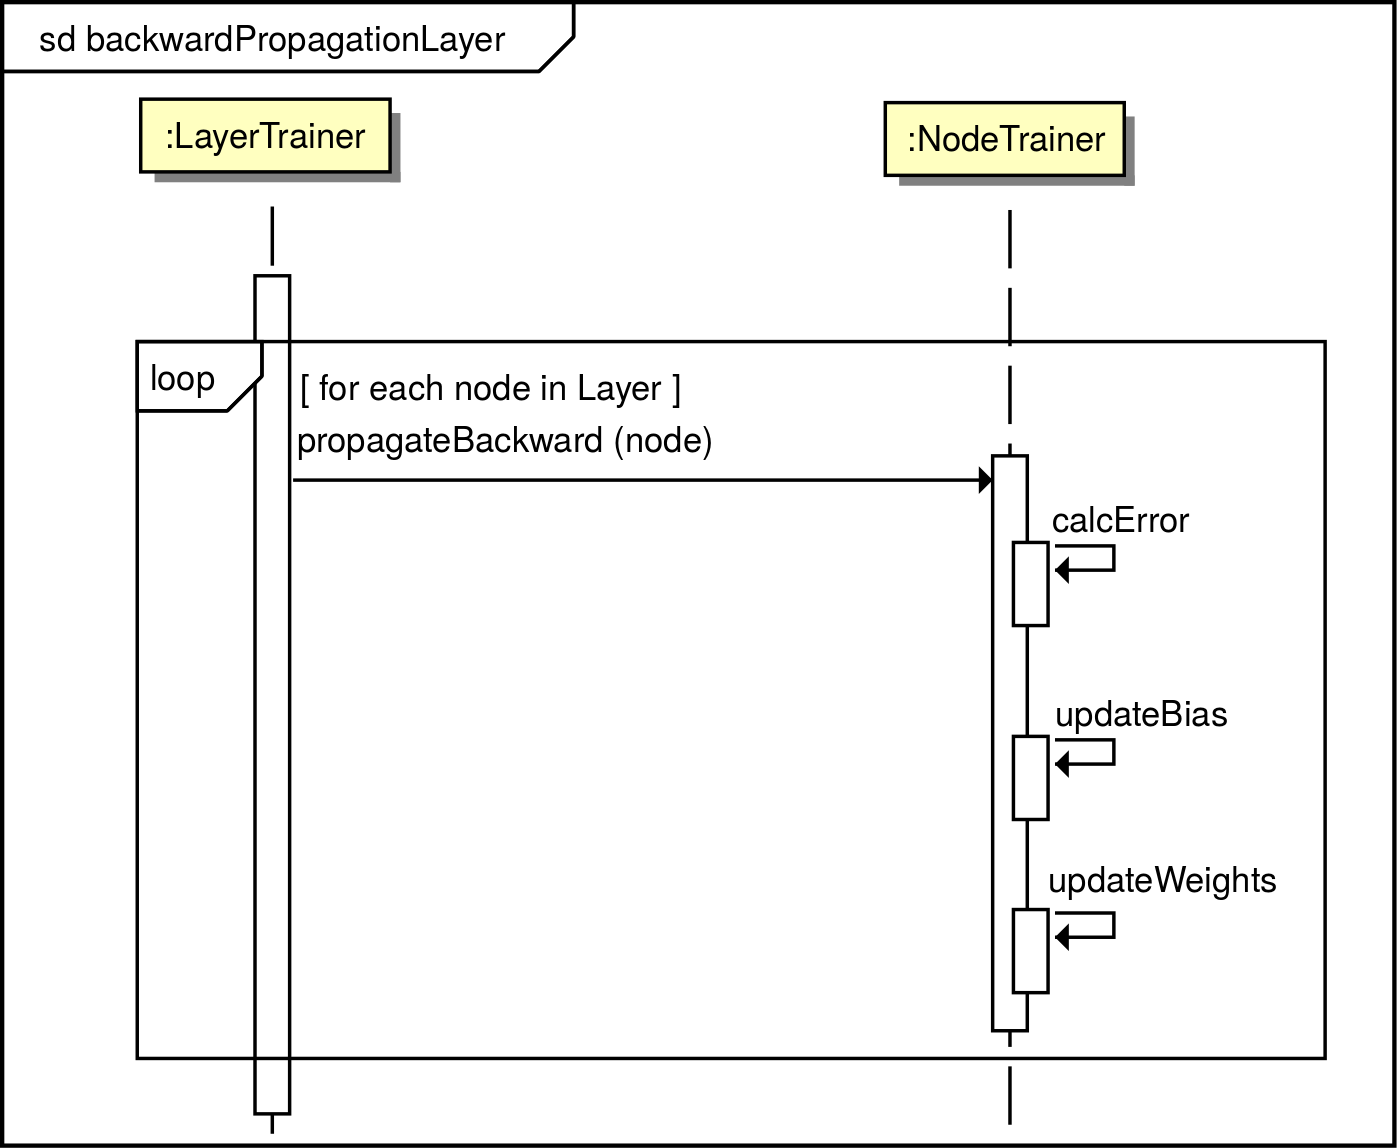 sd backwardPropagationLayer
:LayerTrainer
:NodeTrainer
loop
[ for each node in Layer ]
propagateBackward (node)
calcError
updateBias
updateWeights